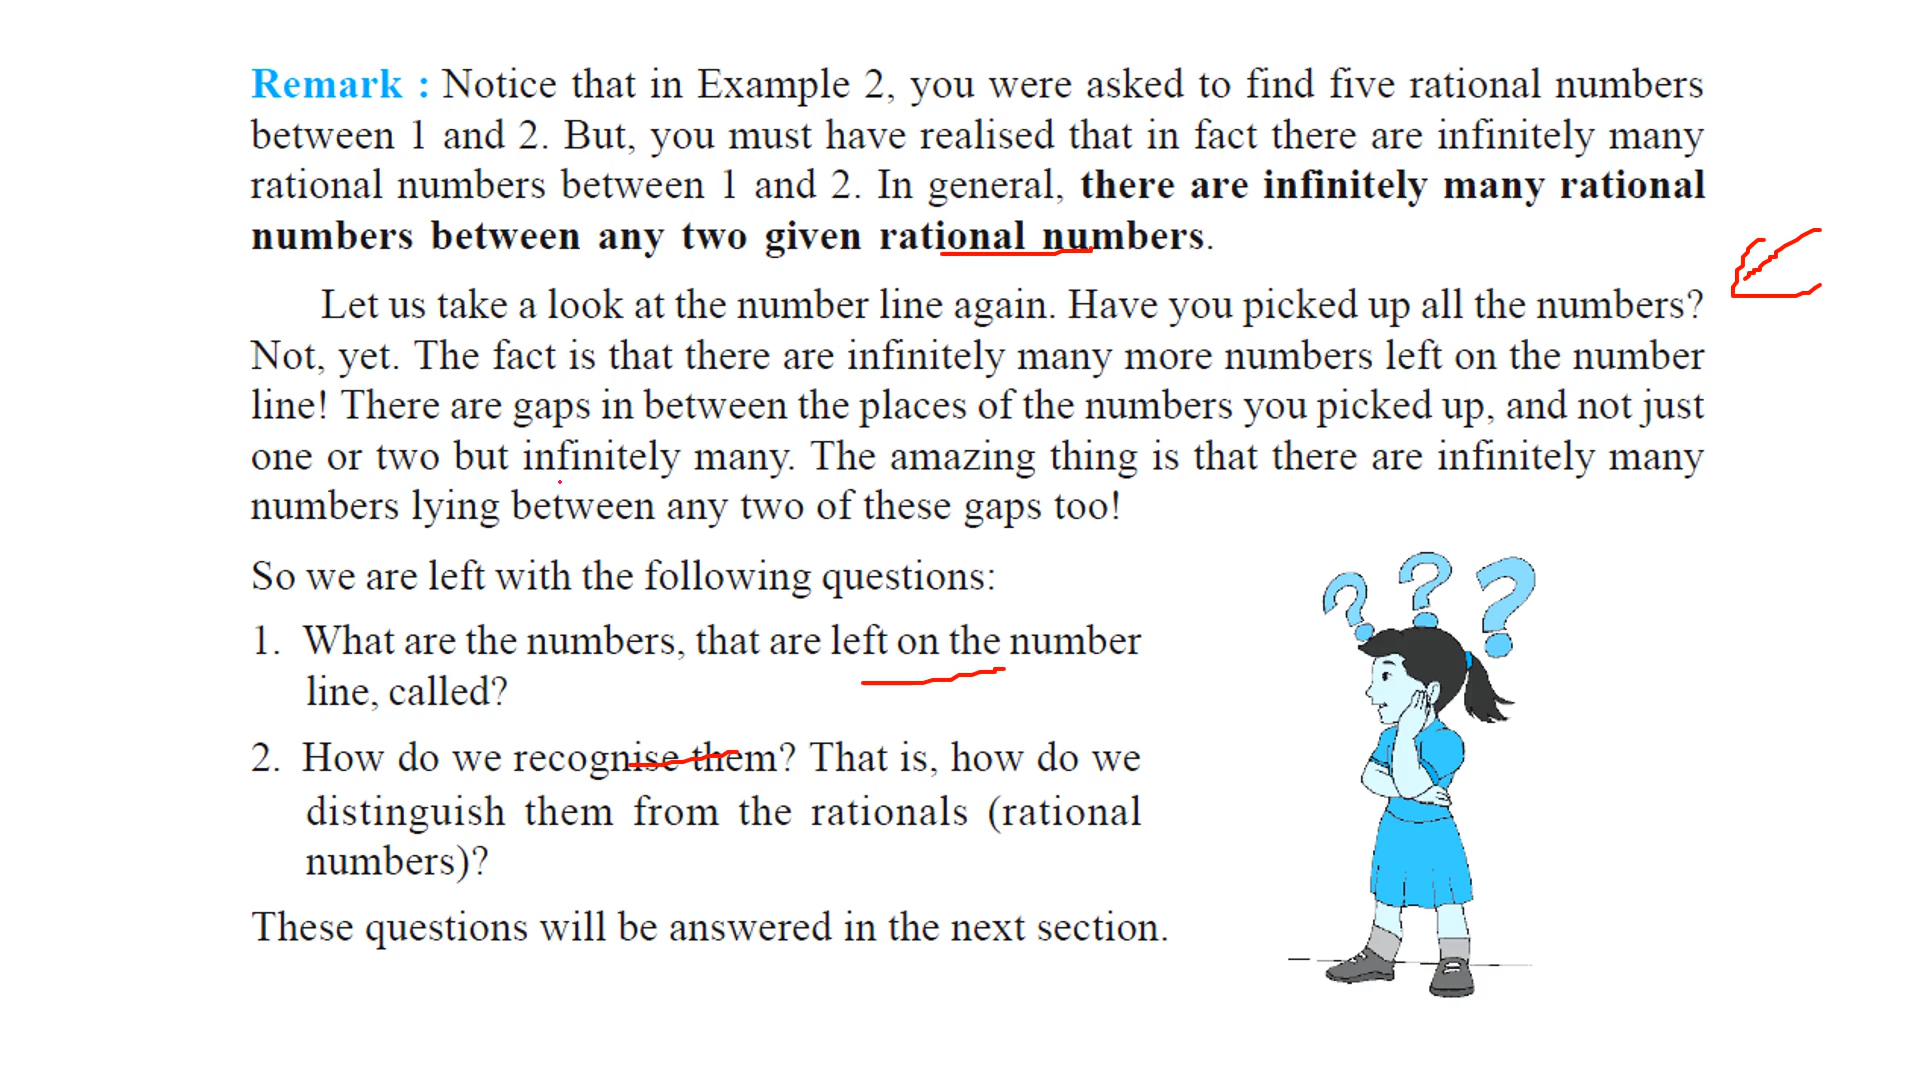 Remark : Notice that in Example 2, you were asked to find five rational numbers
between 1 and 2. But, you must have realised that in fact there are infinitely many
rational numbers between 1 and 2. In general, there are infinitely many rational
numbers between any two given rational numbers.
Let us take a look at the number line again. Have you picked up all the numbers?
Not, yet. The fact is that there are infinitely many more numbers left on the number
line! There are gaps in between the places of the numbers you picked up, and not just
one or two but infinitely many. The amazing thing is that there are infinitely many
numbers lying between any two of these gaps too!
So we are left with the following questions:
1. What are the numbers, that are left on the number
line, called?
2. How do we recognise them? That is, how do we
distinguish them from the rationals (rational
numbers)?
These questions will be answered in the next section.
? ? ?